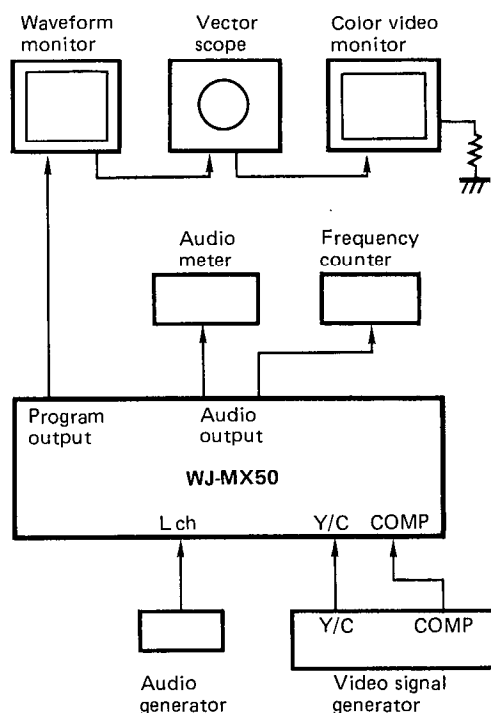 Waveform monitor
Vector scope
Color video monitor
Audio meter
Frequency counter
Program output
Audio output
WJ-MX50
L ch
Y/C
COMP
Y/C
COMP
Audio generator
Video signal generator